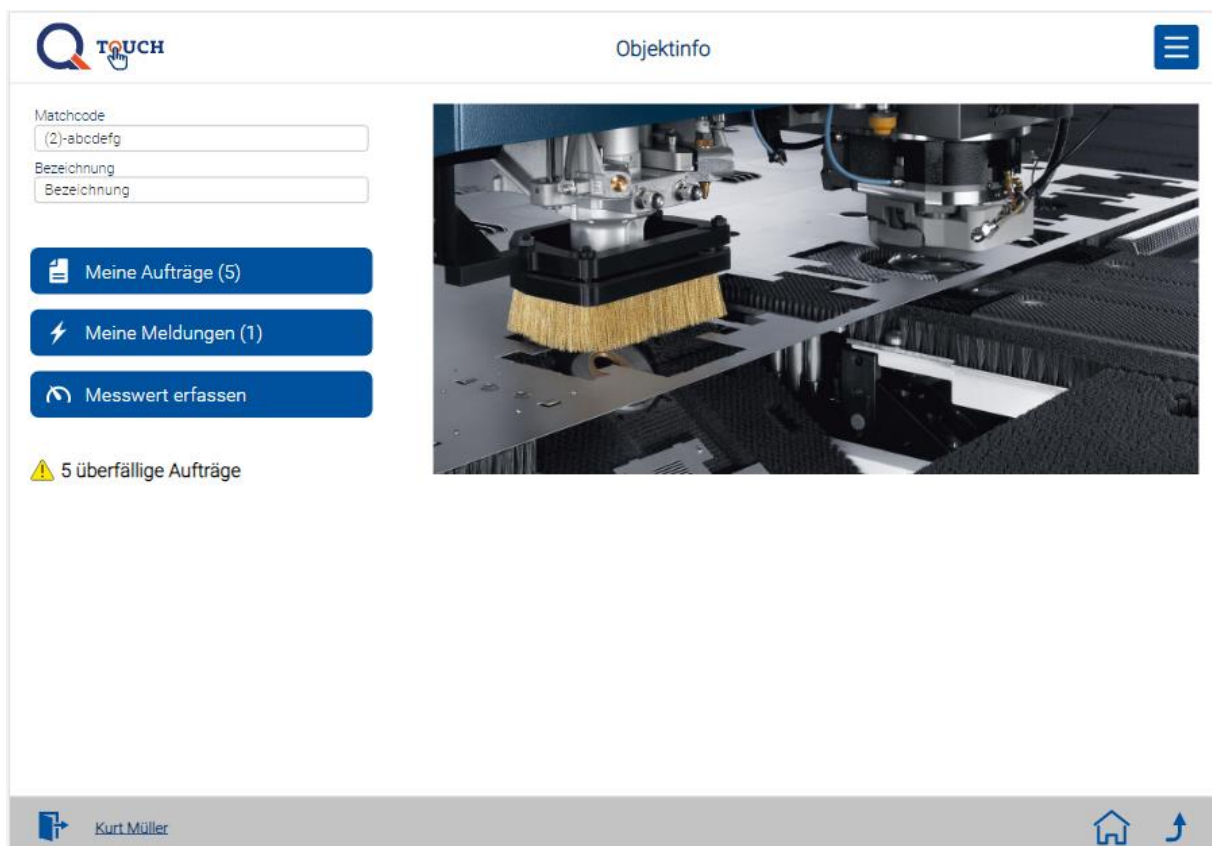 TOUCH
Objektinfo
Matchcode
(2)-abcdefg
Bezeichnung
Bezeichnung
Meine Aufträge (5)
Meine Meldungen (1)
Messwert erfassen
5 überfällige Aufträge
Kurt Müller